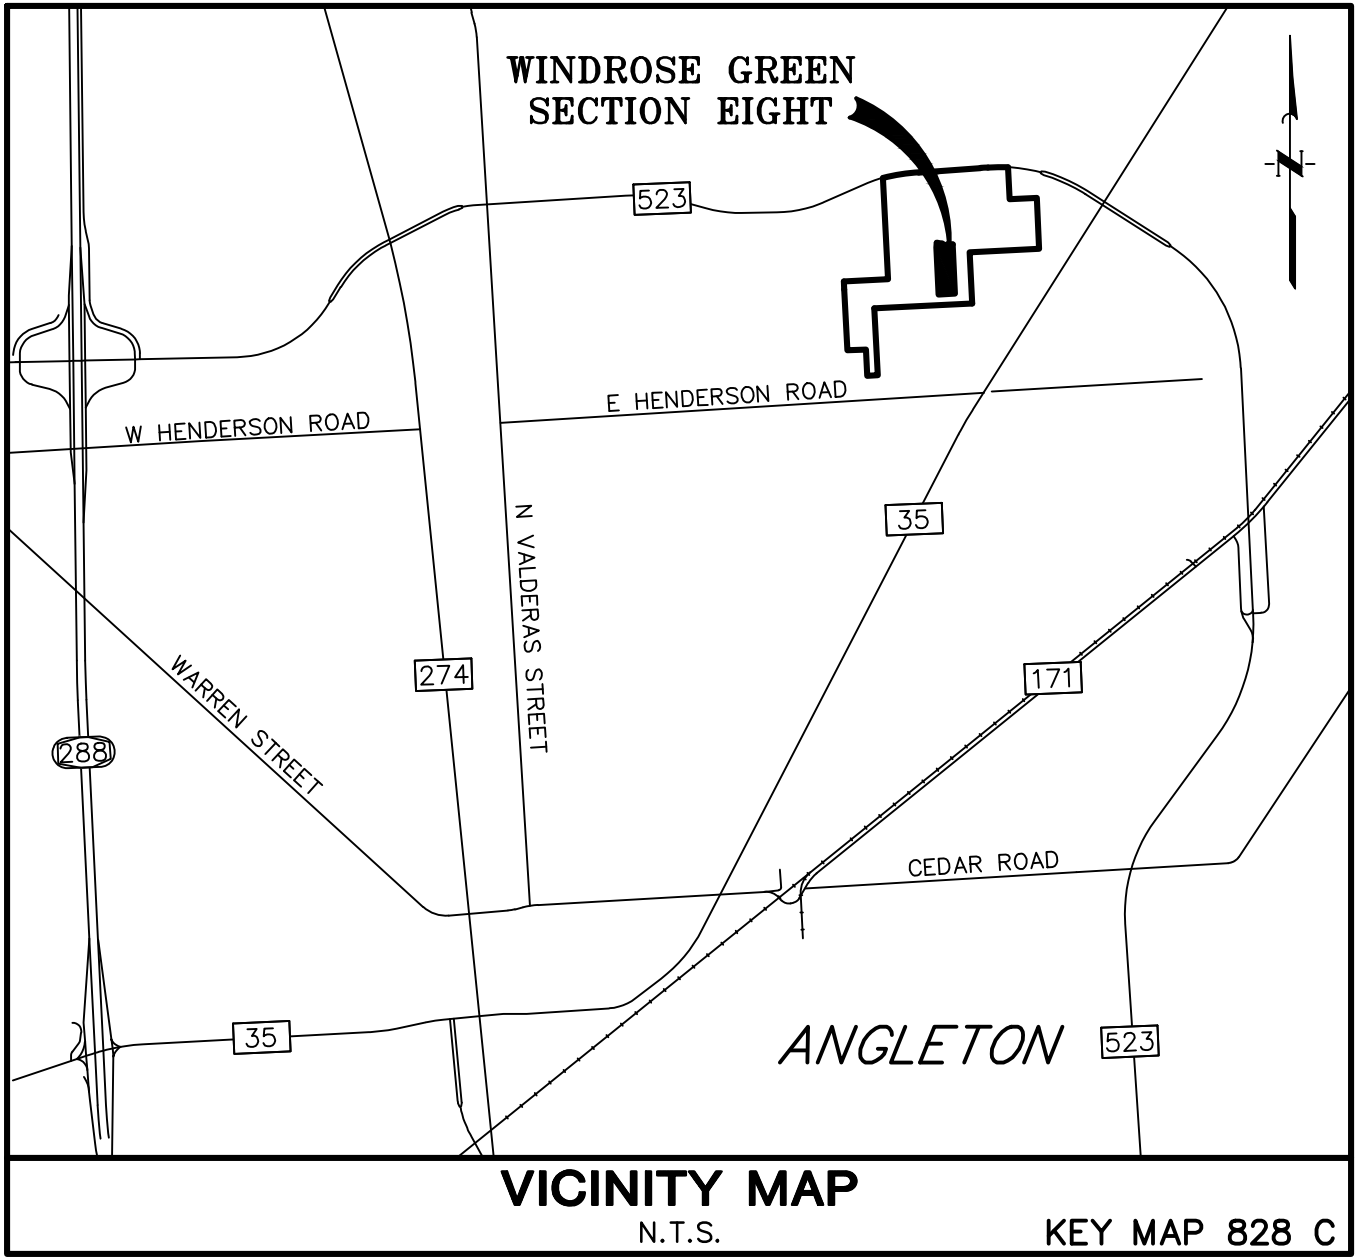 WINDROSE GREEN
SECTION EIGHT
N
523
E HENDERSON ROAD
W HENDERSON ROAD
35
N VALDERAS STREET
274
171
WARREN STREET
288
CEDAR ROAD
35
ANGLETON
523
VICINITY MAP
N.T.S.
KEY MAP 828 C